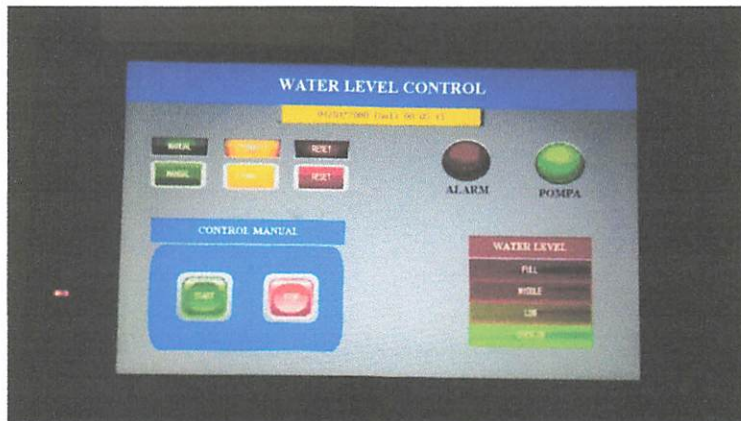 WATER LEVEL CONTROL
MANUAL RESET
MANUAL RESET
ALARM POMPA
CONTROL MANUAL
WATER LEVEL
FULL
MIDDLE
LOW
START STOP